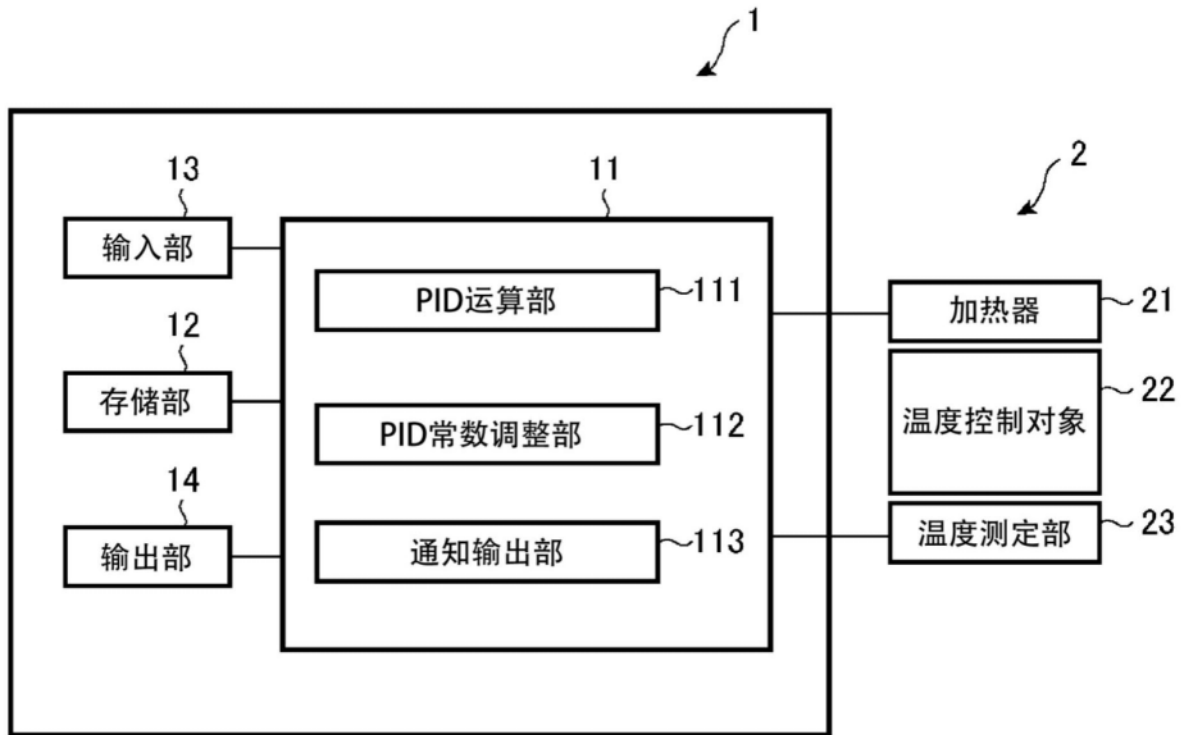 1
2
13
11
输入部
PID运算部
111
加热器
21
12
存储部
PID常数调整部
112
温度控制对象
22
14
输出部
通知输出部
113
温度测定部
23